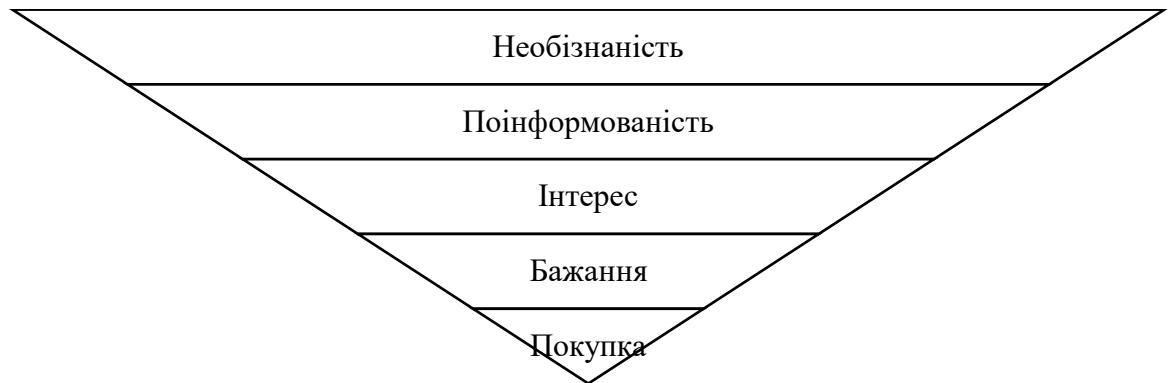 Необізнаність
Поінформованість
Інтерес
Бажання
Покупка